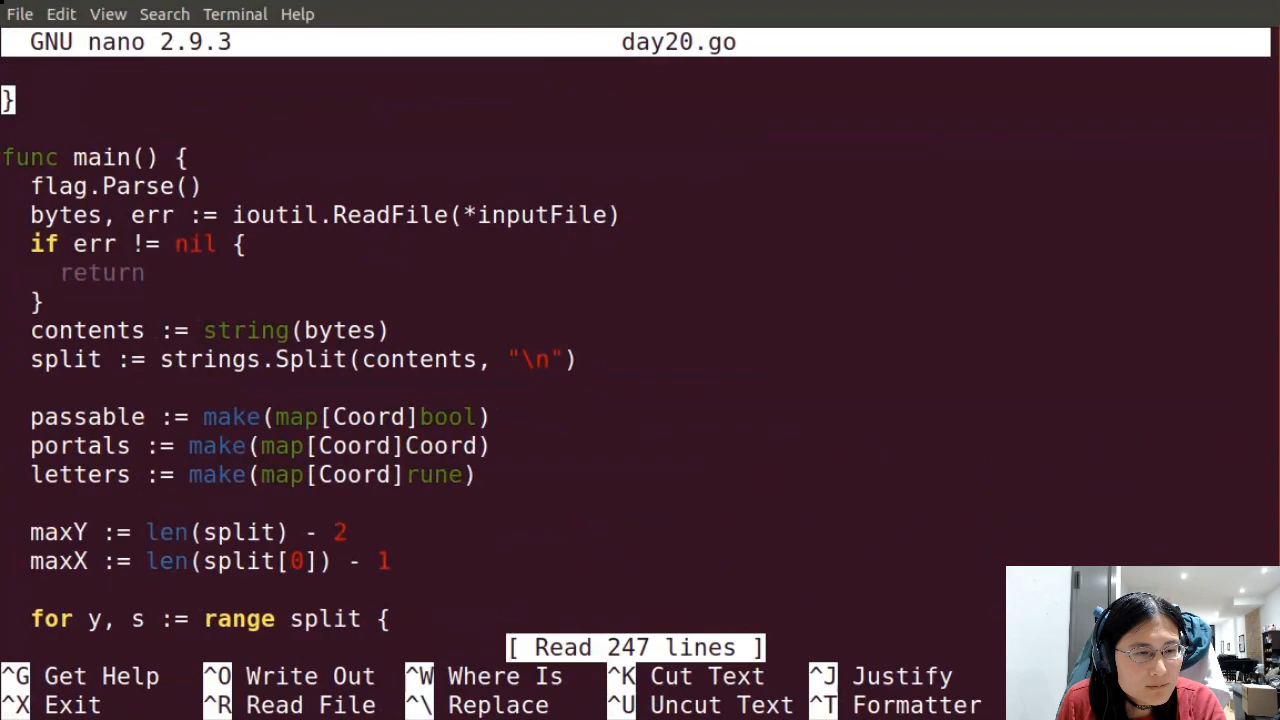 File Edit View Search Terminal Help
GNU nano 2.9.3 day20.go
}
func main() {
flag.Parse()
bytes, err := ioutil.ReadFile(*inputFile)
if err != nil {
return
}
contents := string(bytes)
split := strings.Split(contents, "\n")
passable := make(map[Coord]bool)
portals := make(map[Coord]Coord)
letters := make(map[Coord]rune)
maxY := len(split) - 2
maxX := len(split[0]) - 1
for y, s := range split {
[ Read 247 lines ]
^G Get Help ^O Write Out ^W Where Is ^K Cut Text ^J Justify
^X Exit ^R Read File ^\ Replace ^U Uncut Text ^T Formatter